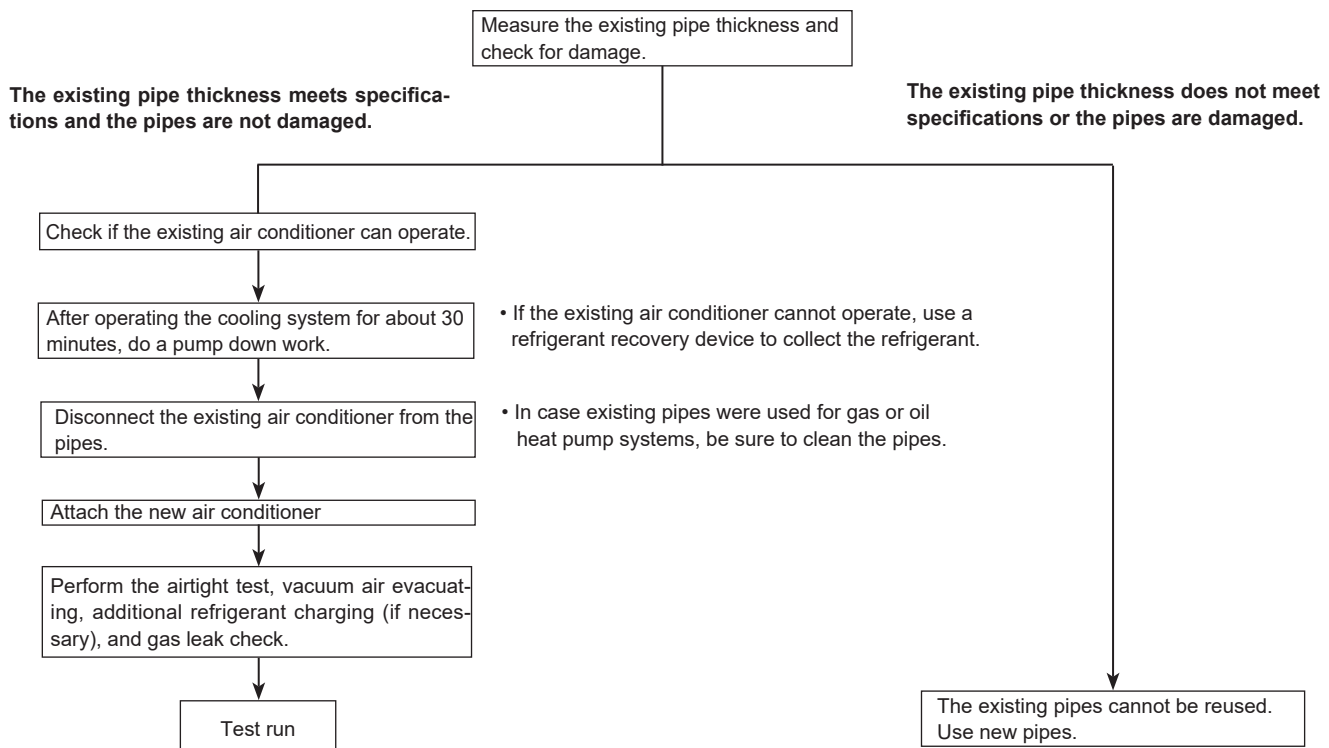 Measure the existing pipe thickness and
check for damage.
The existing pipe thickness meets specifica-
tions and the pipes are not damaged.
The existing pipe thickness does not meet
specifications or the pipes are damaged.
Check if the existing air conditioner can operate.
After operating the cooling system for about 30
minutes, do a pump down work.
• If the existing air conditioner cannot operate, use a
refrigerant recovery device to collect the refrigerant.
Disconnect the existing air conditioner from the
pipes.
• In case existing pipes were used for gas or oil
heat pump systems, be sure to clean the pipes.
Attach the new air conditioner
Perform the airtight test, vacuum air evacuat-
ing, additional refrigerant charging (if neces-
sary), and gas leak check.
Test run
The existing pipes cannot be reused.
Use new pipes.